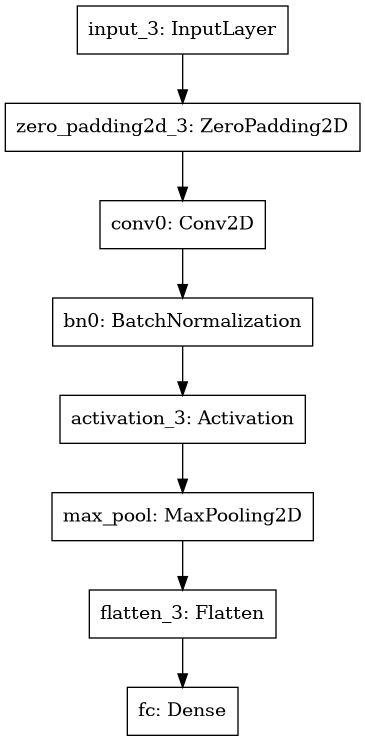 input_3: InputLayer
zero_padding2d_3: ZeroPadding2D
conv0: Conv2D
bn0: BatchNormalization
activation_3: Activation
max_pool: MaxPooling2D
flatten_3: Flatten
fc: Dense